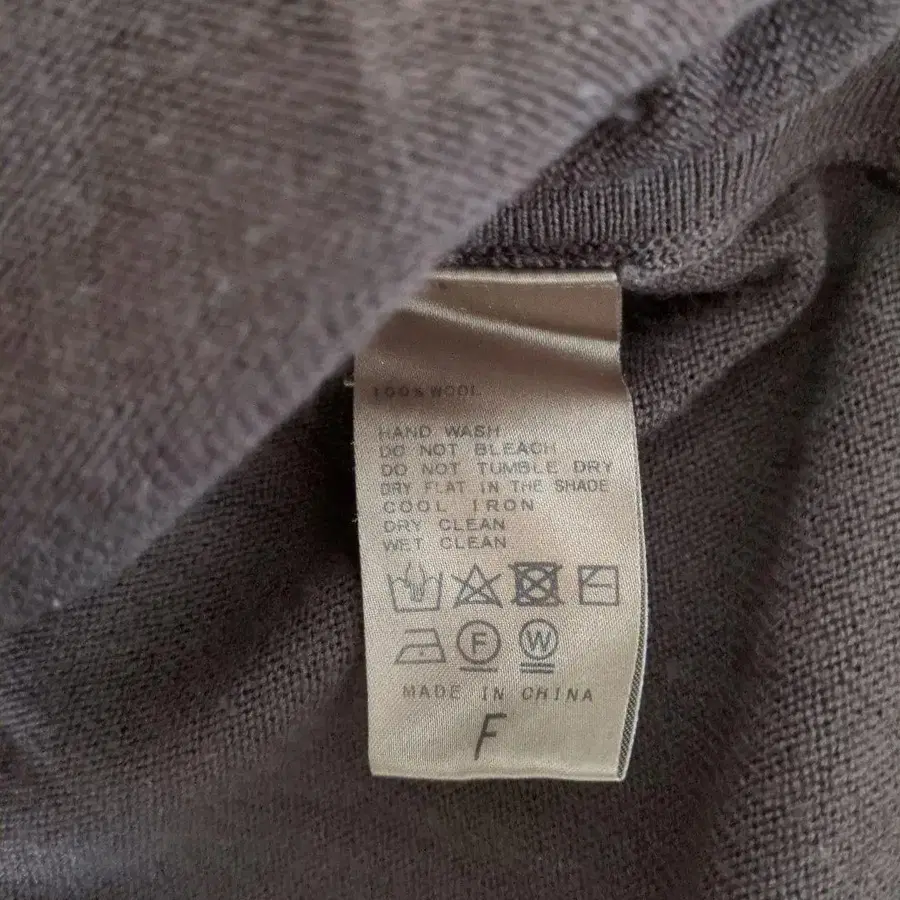 100% WOOL
HAND WASH
DO NOT BLEACH
DO NOT TUMBLE DRY
DRY FLAT IN THE SHADE
COOL IRON
DRY CLEAN
WET CLEAN
F W
MADE IN CHINA
F